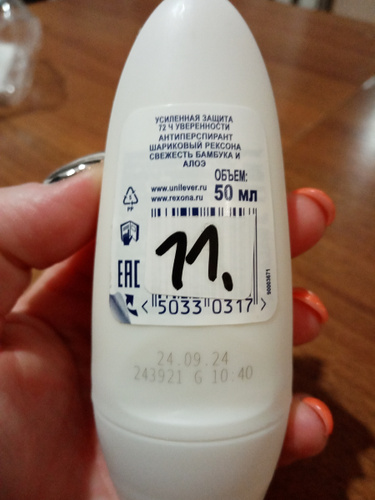 УСИЛЕННАЯ ЗАЩИТА
72 Ч УВЕРЕННОСТИ
АНТИПЕРСПИРАНТ
ШАРИКОВЫЙ РЕКСОНА
СВЕЖЕСТЬ БАМБУКА И
АЛОЭ
ОБЪЕМ:
50 МЛ
www.unilever.ru
www.rexona.ru
PP
EAC
11.
90003671
<5033 0317>
24.09.24
243921 G 10:40